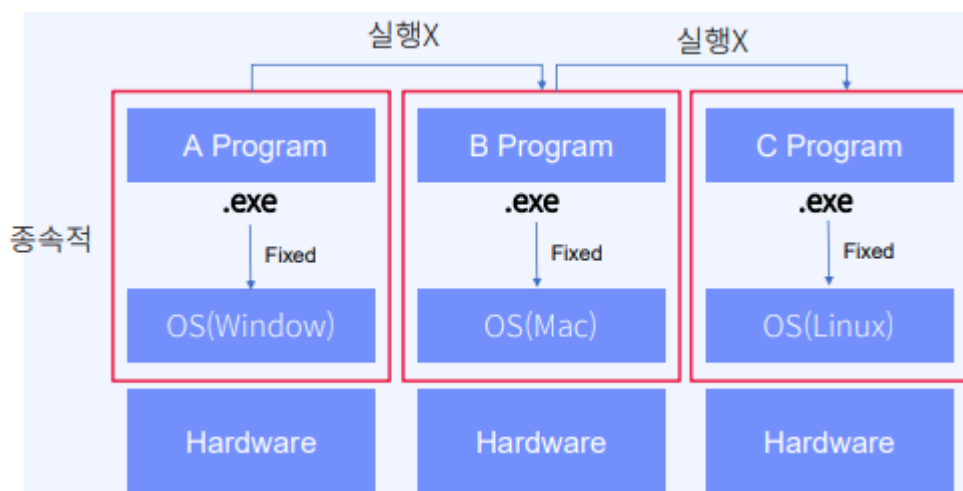 실행X
실행X
A Program
B Program
C Program
.exe
.exe
.exe
종속적
Fixed
Fixed
Fixed
OS(Window)
OS(Mac)
OS(Linux)
Hardware
Hardware
Hardware